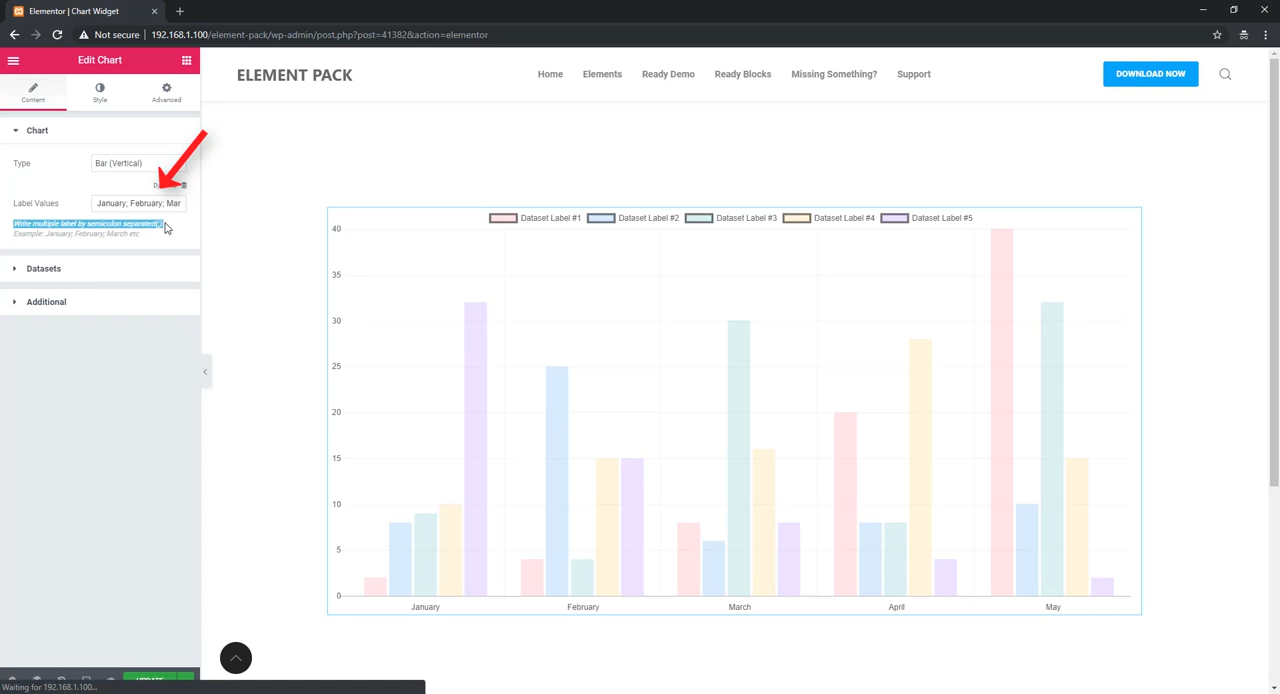 Elementor | Chart Widget
Not secure | 192.168.1.100/element-pack/wp-admin/post.php?post=41382&action=elementor
Edit Chart
Content Style Advanced
Chart
Type Bar (Vertical)
Label Values January; February; Mar
Write multiple label by semicolon separated(;).
Example: January; February, March etc
Datasets
Additional
UPDATE
Waiting for 192.168.1.100...
ELEMENT PACK
Home Elements Ready Demo Ready Blocks Missing Something? Support
DOWNLOAD NOW
Dataset Label #1 Dataset Label #2 Dataset Label #3 Dataset Label #4 Dataset Label #5
40
35
30
25
20
15
10
5
0
January February March April May